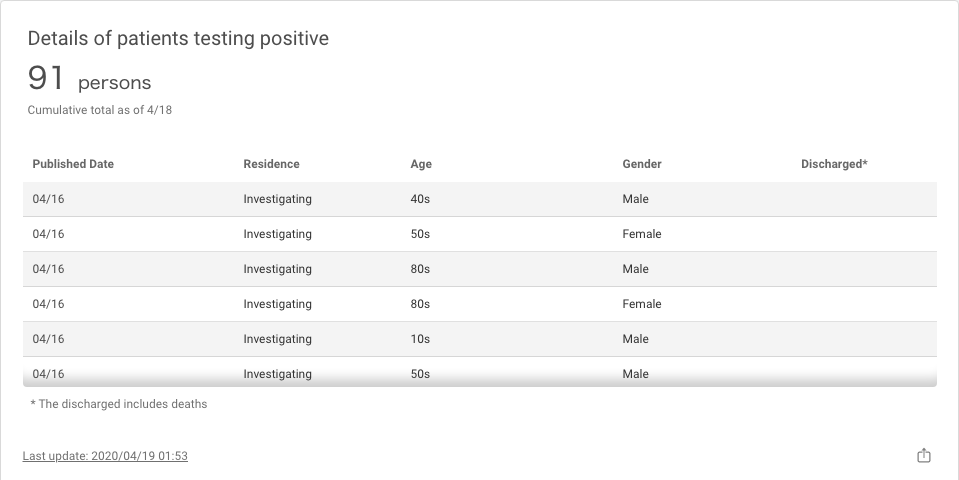 Details of patients testing positive
91 persons
Cumulative total as of 4/18
Published Date Residence Age Gender Discharged*
04/16 Investigating 40s Male
04/16 Investigating 50s Female
04/16 Investigating 80s Male
04/16 Investigating 80s Female
04/16 Investigating 10s Male
04/16 Investigating 50s Male
* The discharged includes deaths
Last update: 2020/04/19 01:53